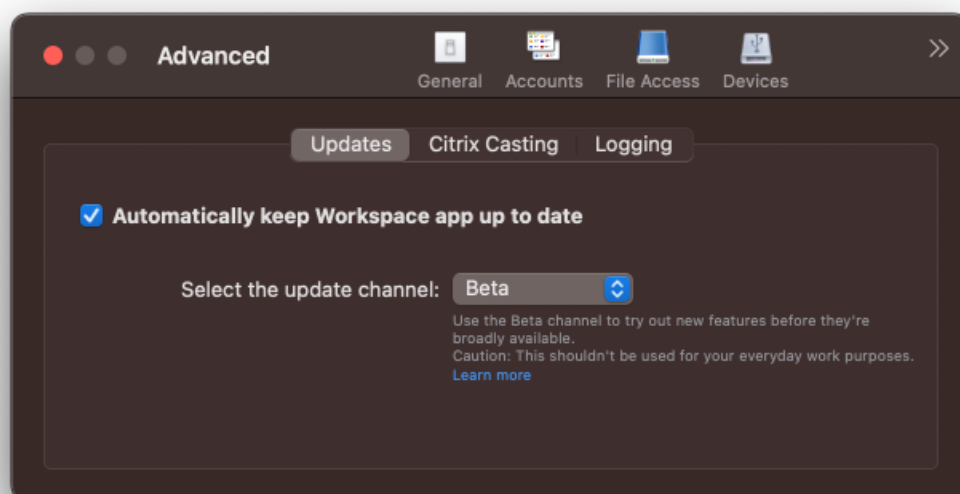 Advanced
General
Accounts
File Access
Devices
Updates
Citrix Casting
Logging
Automatically keep Workspace app up to date
Select the update channel: Beta
Use the Beta channel to try out new features before they're
broadly available.
Caution: This shouldn't be used for your everyday work purposes.
Learn more